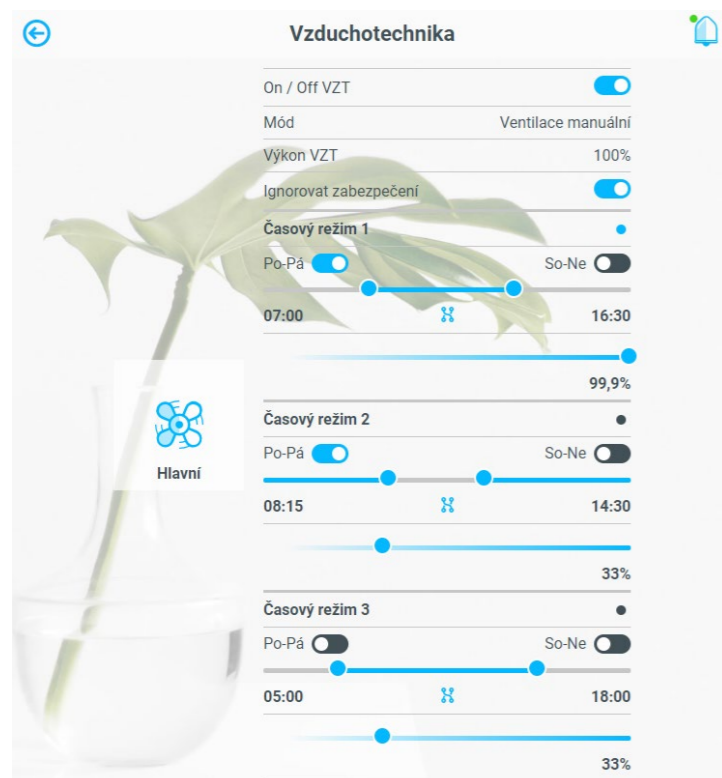 Vzduchotechnika
On / Off VZT
Mód Ventilace manuální
Výkon VZT 100%
Ignorovat zabezpečení
Časový režim 1
Po-Pá So-Ne
07:00 16:30
99,9%
Hlavní
Časový režim 2
Po-Pá So-Ne
08:15 14:30
33%
Časový režim 3
Po-Pá So-Ne
05:00 18:00
33%